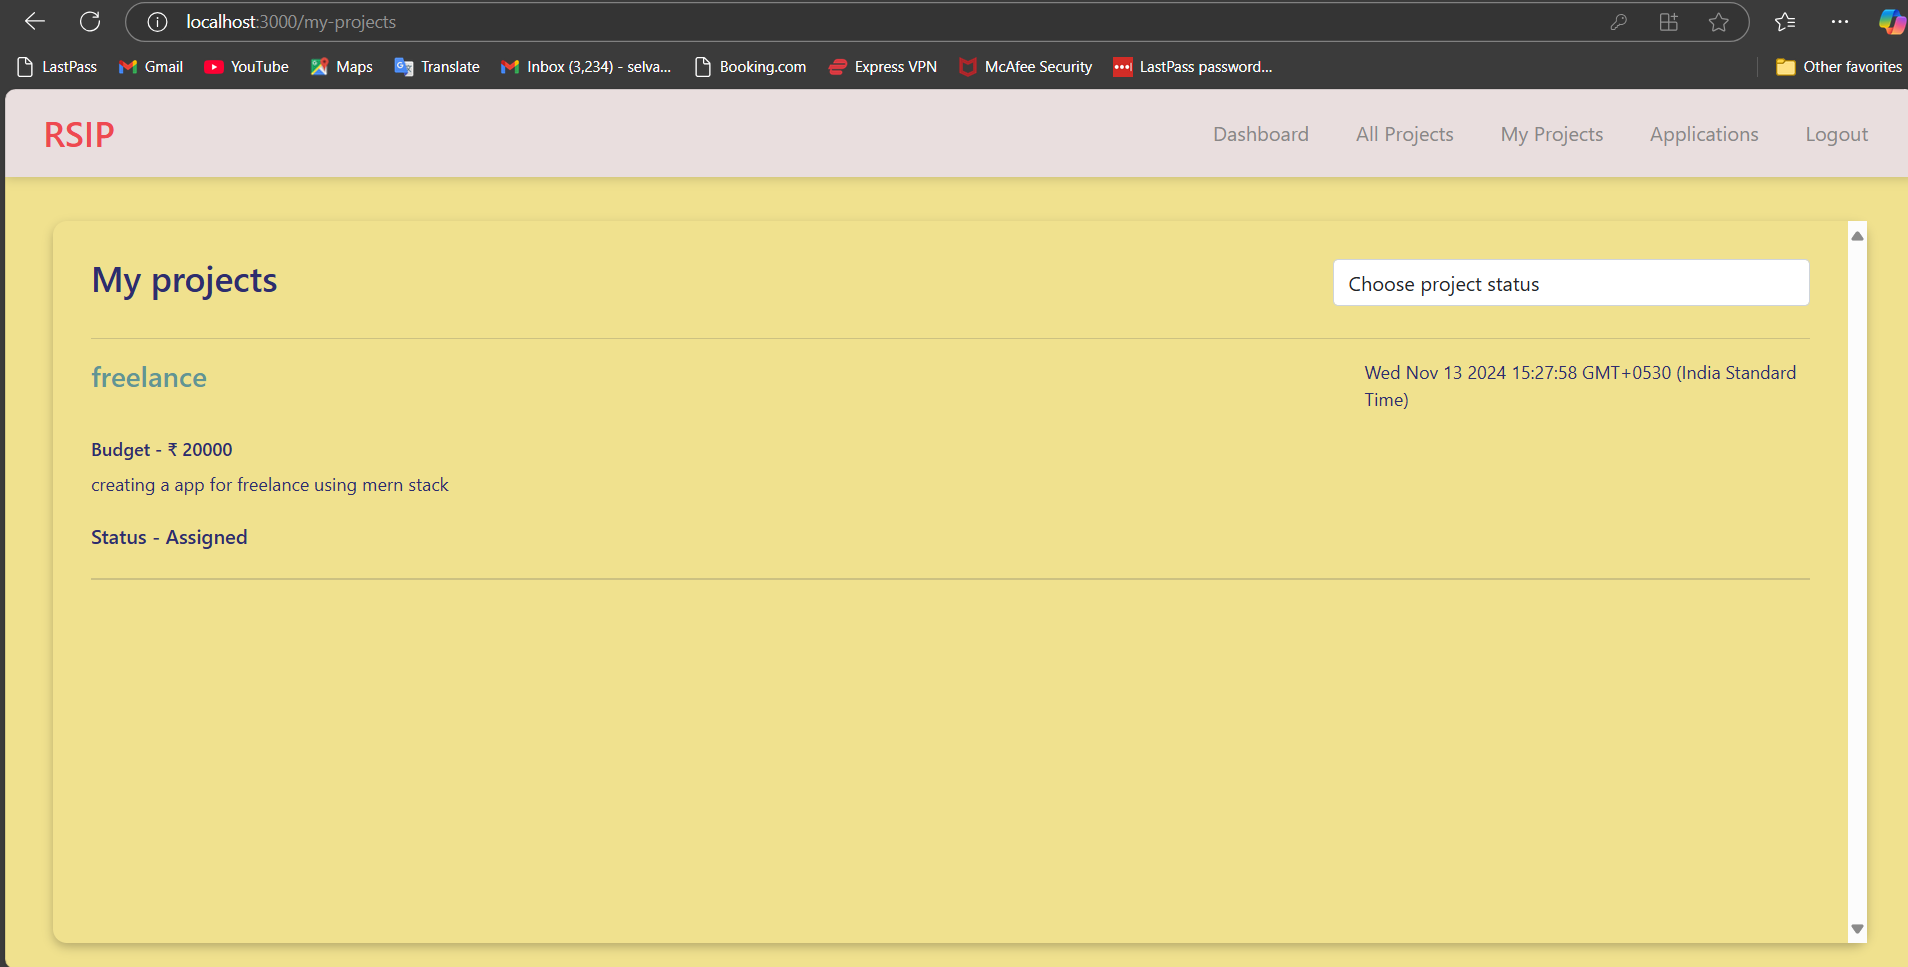 localhost:3000/my-projects
LastPass Gmail YouTube Maps Translate Inbox (3,234) - selva... Booking.com Express VPN McAfee Security LastPass password... Other favorites
RSIP Dashboard All Projects My Projects Applications Logout
My projects
Choose project status
freelance
Wed Nov 13 2024 15:27:58 GMT+0530 (India Standard
Time)
Budget - ₹ 20000
creating a app for freelance using mern stack
Status - Assigned